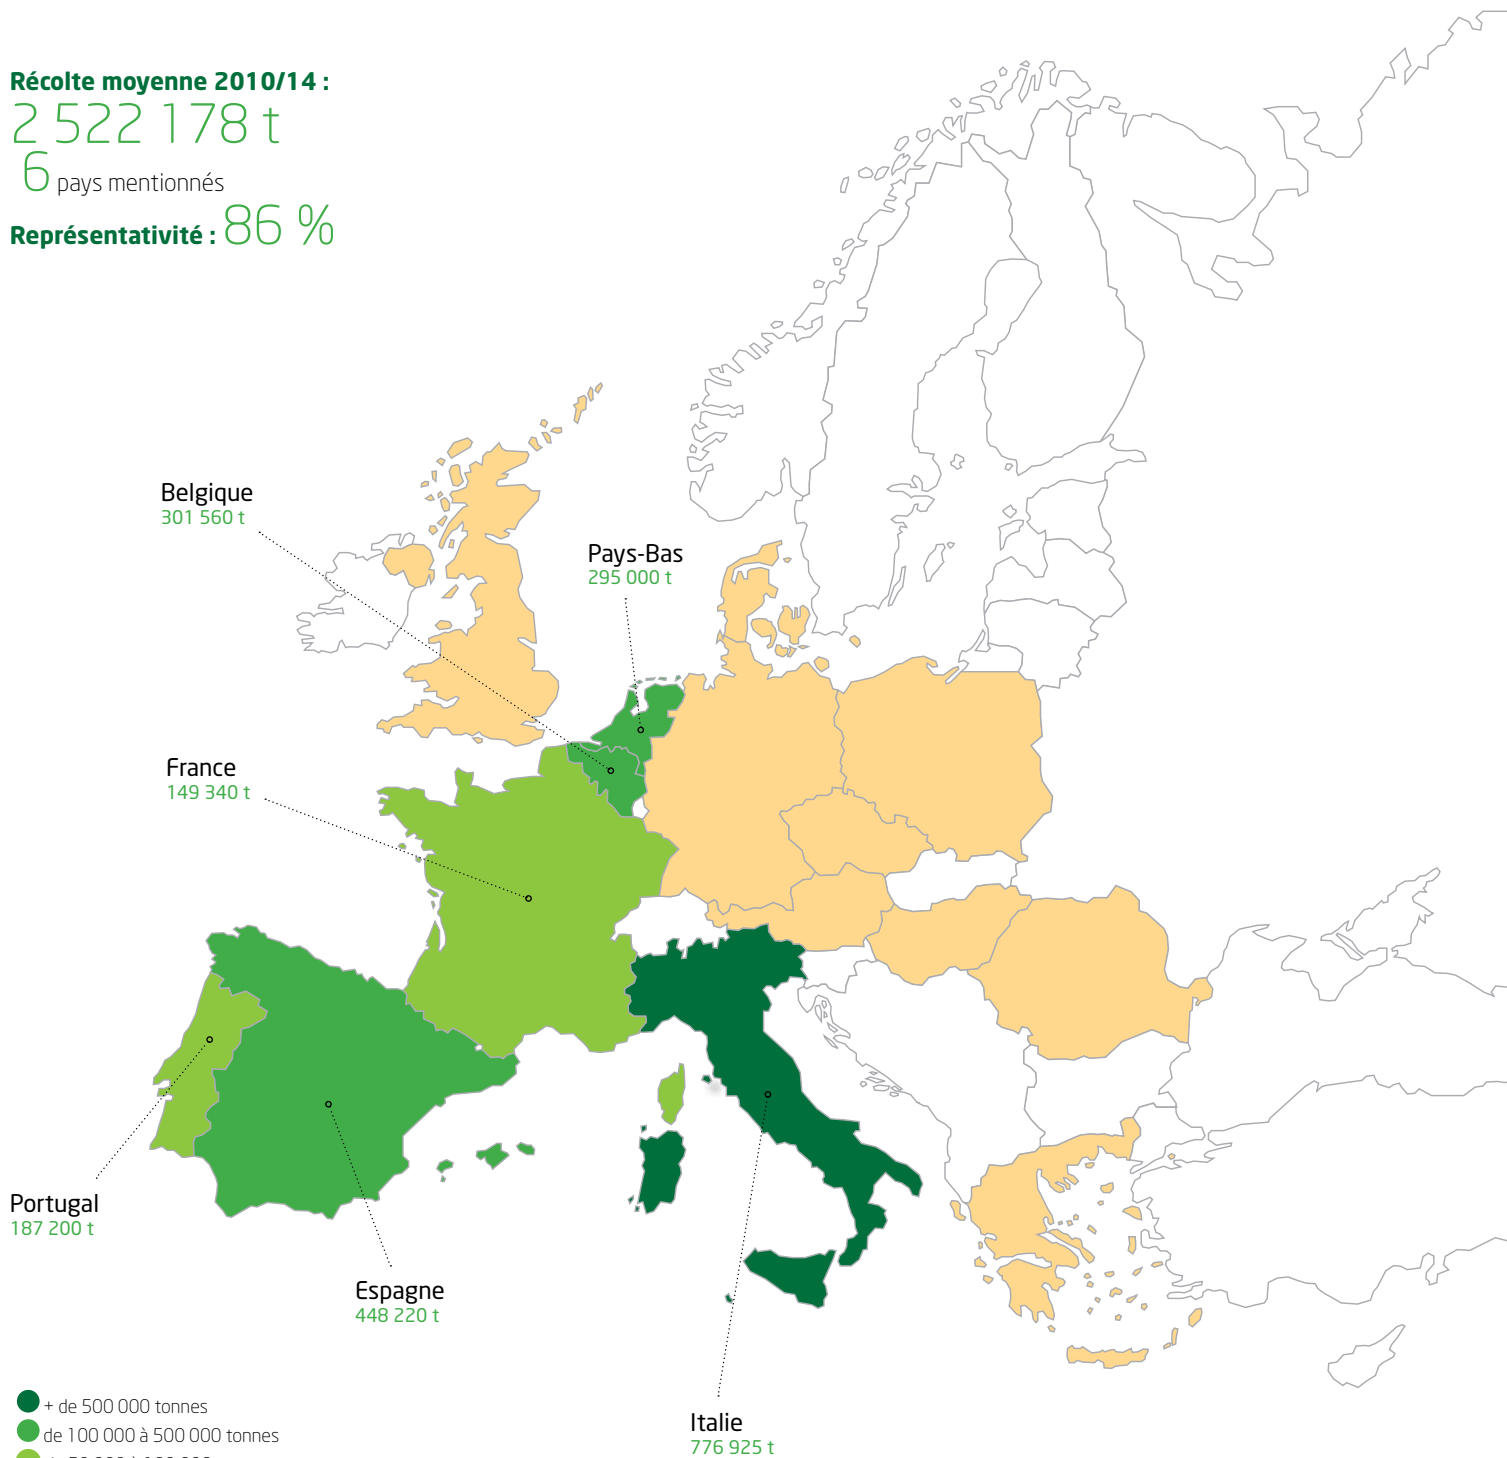 Récolte moyenne 2010/14 :
2 522 178 t
6 pays mentionnés
Représentativité : 86 %
Belgique
301 560 t
Pays-Bas
295 000 t
France
149 340 t
Portugal
187 200 t
Espagne
448 220 t
Italie
776 925 t
+ de 500 000 tonnes
de 100 000 à 500 000 tonnes